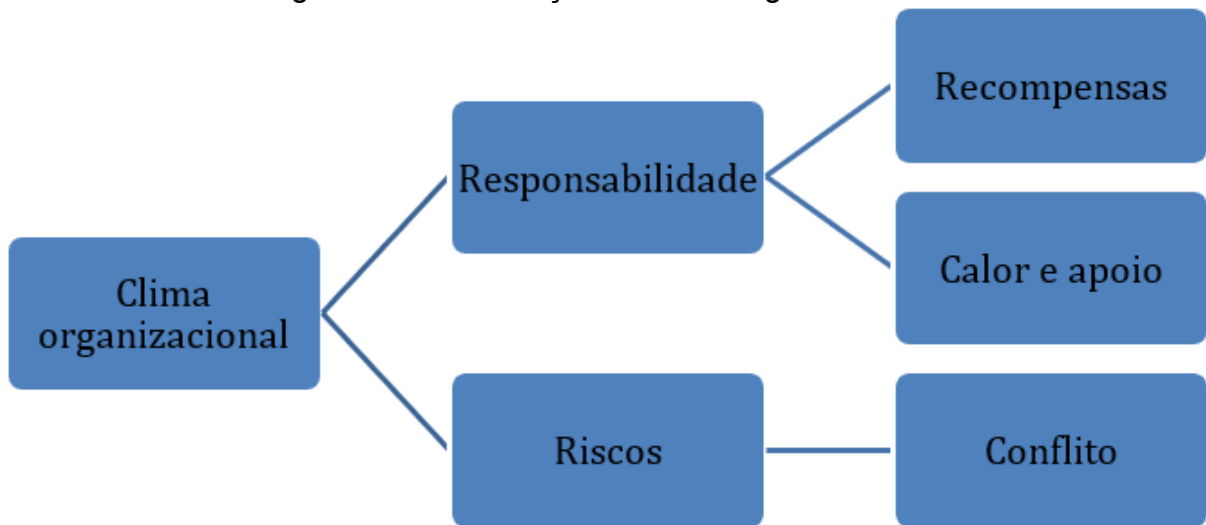 Recompensas
Responsabilidade
Calor e apoio
Clima
organizacional
Riscos
Conflito